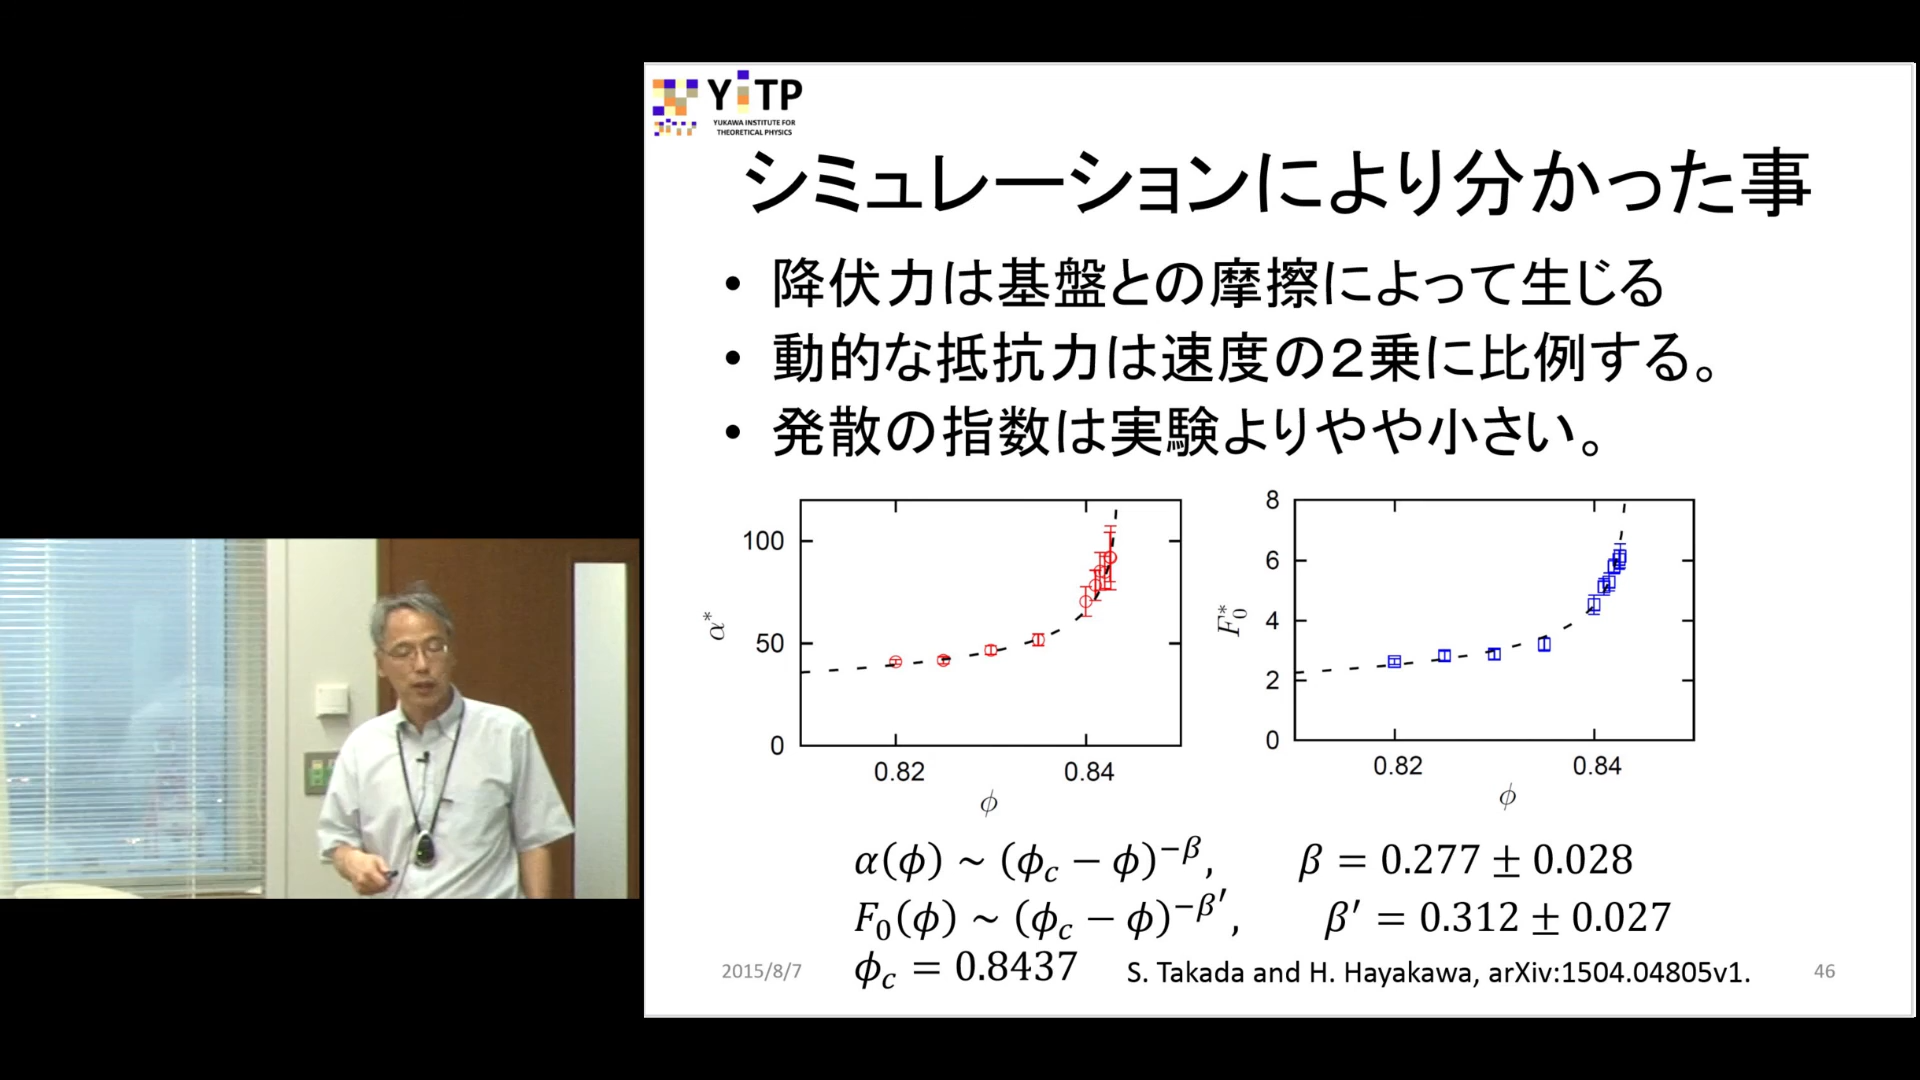 YiTP
YUKAWA INSTITUTE FOR
THEORETICAL PHYSICS
シミュレーションにより分かった事
• 降伏力は基盤との摩擦によって生じる
• 動的な抵抗力は速度の２乗に比例する。
• 発散の指数は実験よりやや小さい。
100
50
0
α*
0.82 0.84
ϕ
8
6
4
2
0
F₀*
0.82 0.84
ϕ
α(ϕ) ~ (ϕ_c − ϕ)^{−β}, β = 0.277 ± 0.028
F₀(ϕ) ~ (ϕ_c − ϕ)^{−β′}, β′ = 0.312 ± 0.027
2015/8/7 ϕ_c = 0.8437 S. Takada and H. Hayakawa, arXiv:1504.04805v1. 46